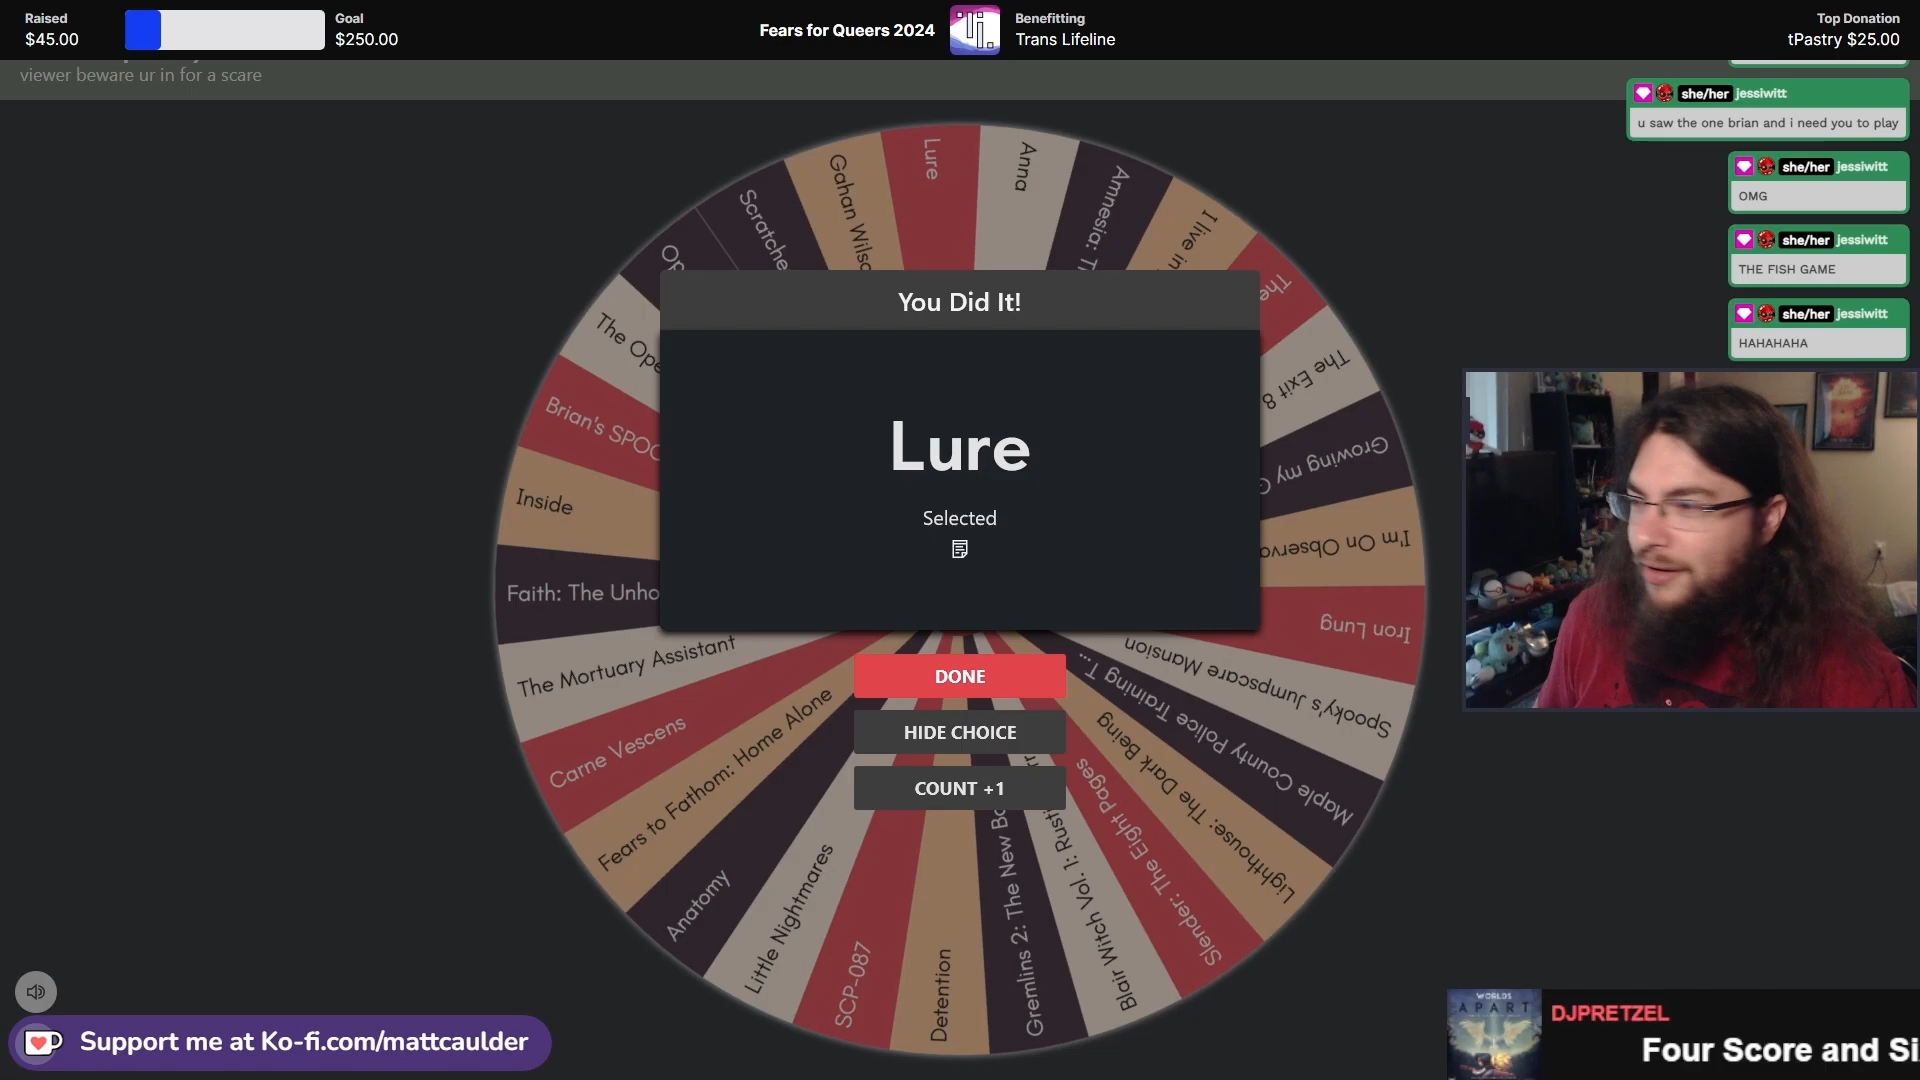 Raised
$45.00
Goal
$250.00
Fears for Queers 2024
Benefitting
Trans Lifeline
Top Donation
tPastry $25.00
viewer beware ur in for a scare
she/her jessiwitt
u saw the one brian and i need you to play
she/her jessiwitt
OMG
she/her jessiwitt
THE FISH GAME
she/her jessiwitt
HAHAHAHA
Lure
Anna
Amnesia: T
I live in
The
The Exit 8
Growing my G
I'm On Observa
Iron Lung
Spooky's Jumpscare Mansion
Maple County Police Training T...
Lighthouse: The Dark Being
Slender: The Eight Pages
Blair Witch Vol. 1: Rusti
Gremlins 2: The New Ba
Detention
SCP-087
Little Nightmares
Anatomy
Fears to Fathom: Home Alone
Carne Vescens
The Mortuary Assistant
Faith: The Unho
Inside
Brian's SPOO
The Ope
Op
Scratche
Gahan Wilso
You Did It!
Lure
Selected
DONE
HIDE CHOICE
COUNT +1
Support me at Ko-fi.com/mattcaulder
WORLDS
APART
DJPRETZEL
Four Score and Si